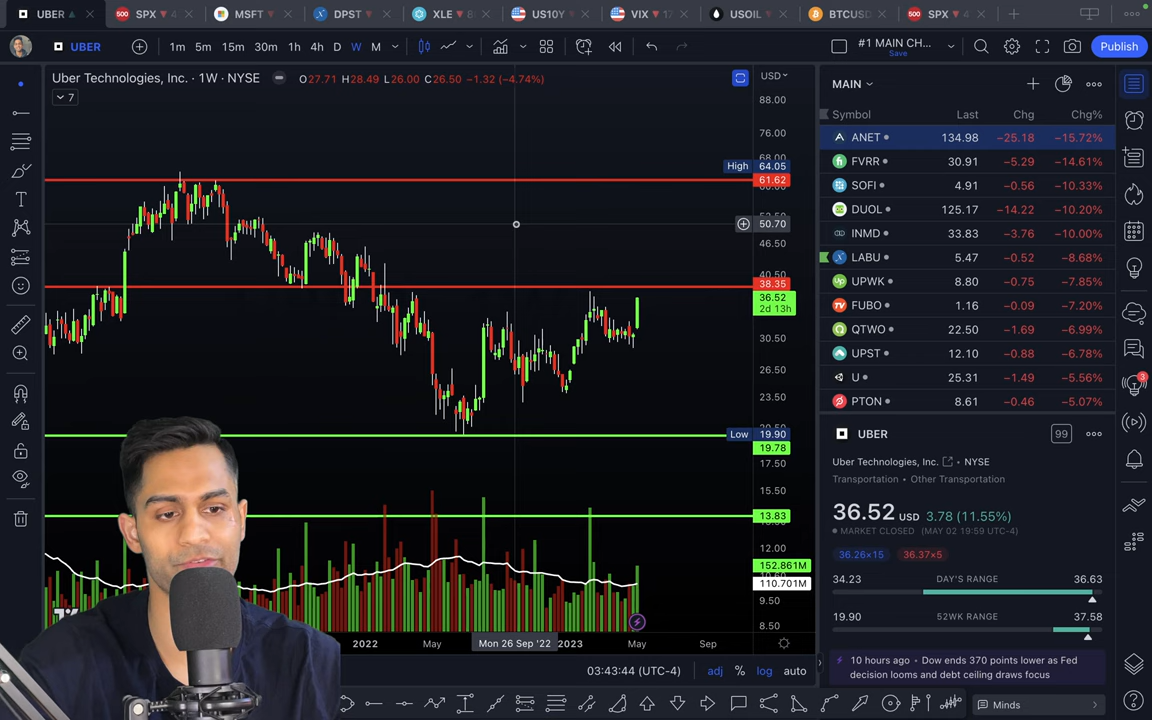 UBER
SPX 4
MSFT
DPST
XLE
US10Y
VIX 17
USOIL
BTCUSD
SPX 4
UBER
1m 5m 15m 30m 1h 4h D W M
#1 MAIN CH...
Save
Publish
Uber Technologies, Inc. · 1W · NYSE
O27.71 H28.49 L26.00 C26.50 −1.32 (−4.74%)
7
USD
88.00
76.00
68.00
High 64.05
61.62
50.70
46.50
40.50
38.35
36.52
2d 13h
30.50
26.50
23.50
Low 19.90
19.78
17.50
15.50
13.83
12.00
152.861M
110.701M
9.50
8.50
2022
May
Mon 26 Sep '22
2023
May
Sep
03:43:44 (UTC-4)
adj % log auto
MAIN
Symbol Last Chg Chg%
ANET 134.98 −25.18 −15.72%
FVRR 30.91 −5.29 −14.61%
SOFI 4.91 −0.56 −10.33%
DUOL 125.17 −14.22 −10.20%
INMD 33.83 −3.76 −10.00%
LABU 5.47 −0.52 −8.68%
UPWK 8.80 −0.75 −7.85%
FUBO 1.16 −0.09 −7.20%
QTWO 22.50 −1.69 −6.99%
UPST 12.10 −0.88 −6.78%
U 25.31 −1.49 −5.56%
PTON 8.61 −0.46 −5.07%
UBER
99
Uber Technologies, Inc. • NYSE
Transportation • Other Transportation
36.52 USD 3.78 (11.55%)
MARKET CLOSED (MAY 02 19:59 UTC-4)
36.26×15 36.37×5
34.23 DAY'S RANGE 36.63
19.90 52WK RANGE 37.58
10 hours ago • Dow ends 370 points lower as Fed
decision looms and debt ceiling draws focus
Minds
3